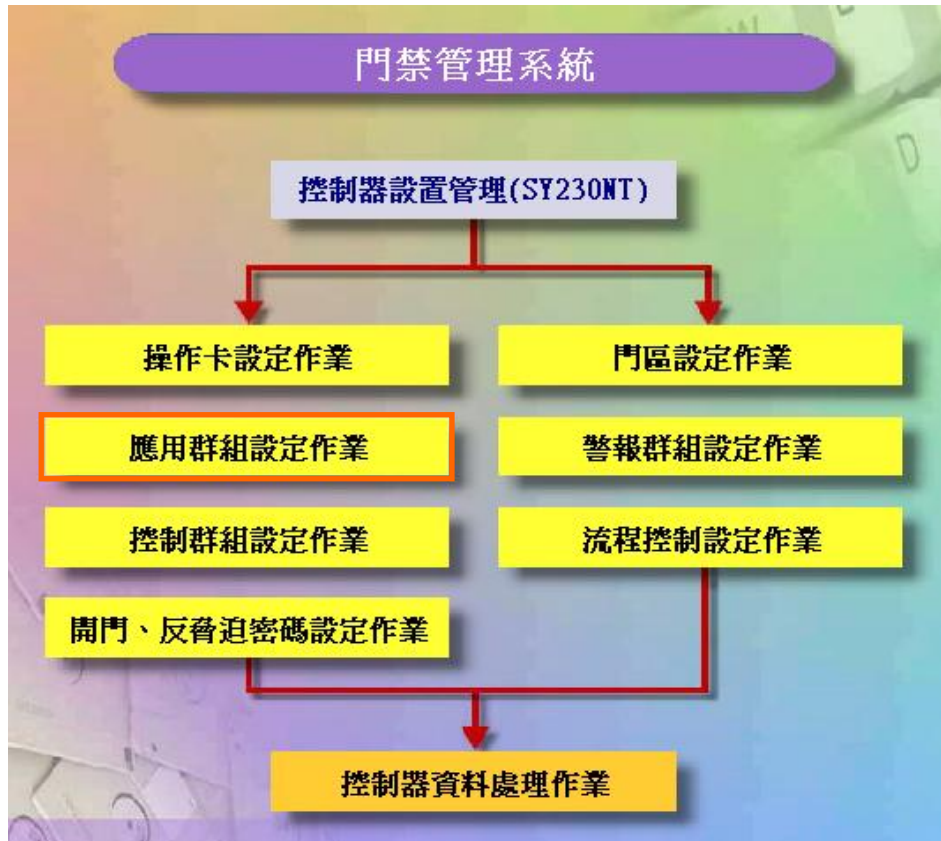 門禁管理系統
控制器設置管理(SY230NT)
操作卡設定作業
門區設定作業
應用群組設定作業
警報群組設定作業
控制群組設定作業
流程控制設定作業
開門、反脅迫密碼設定作業
控制器資料處理作業